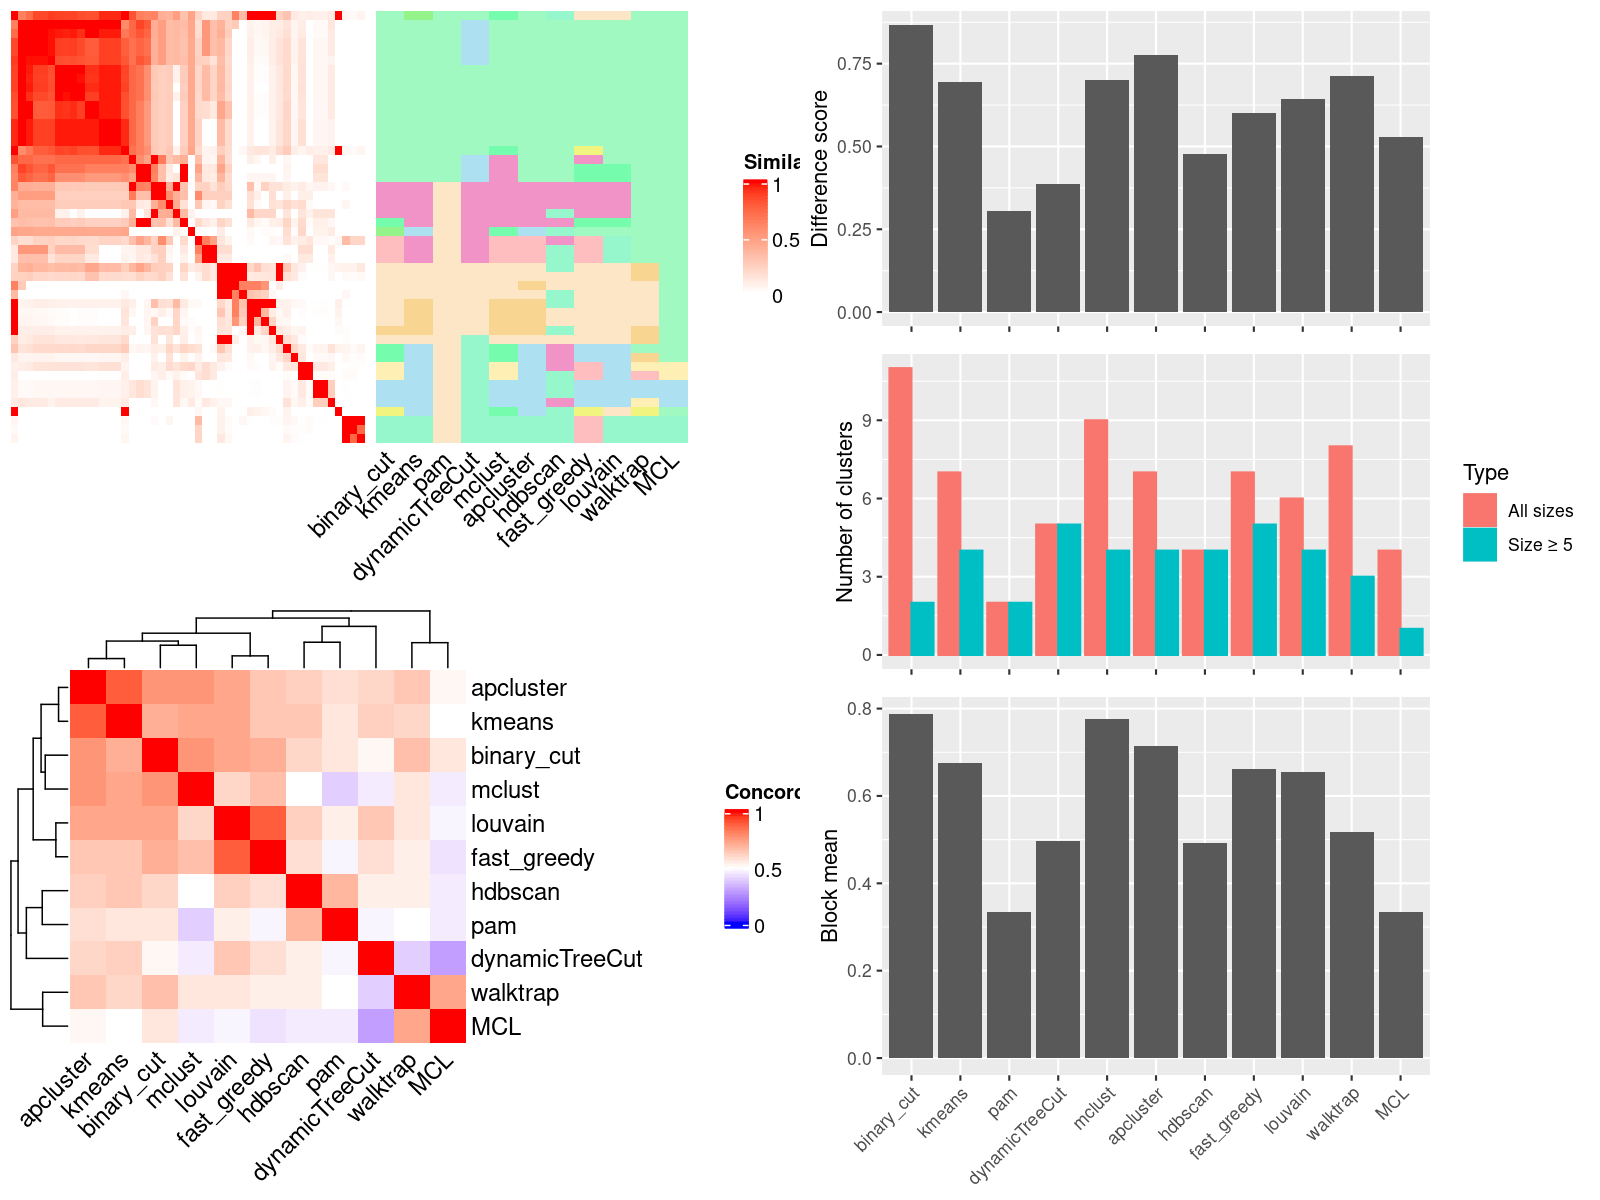 Simila
1
0.5
0
binary_cut
kmeans
pam
dynamicTreeCut
mclust
apcluster
hdbscan
fast_greedy
louvain
walktrap
MCL
Difference score
0.75
0.50
0.25
0.00
Number of clusters
9
6
3
0
Type
All sizes
Size ≥ 5
apcluster
kmeans
binary_cut
mclust
louvain
fast_greedy
hdbscan
pam
dynamicTreeCut
walktrap
MCL
Concord
1
0.5
0
apcluster
kmeans
binary_cut
mclust
louvain
fast_greedy
hdbscan
pam
dynamicTreeCut
walktrap
MCL
Block mean
0.8
0.6
0.4
0.2
0.0
binary_cut
kmeans
pam
dynamicTreeCut
mclust
apcluster
hdbscan
fast_greedy
louvain
walktrap
MCL